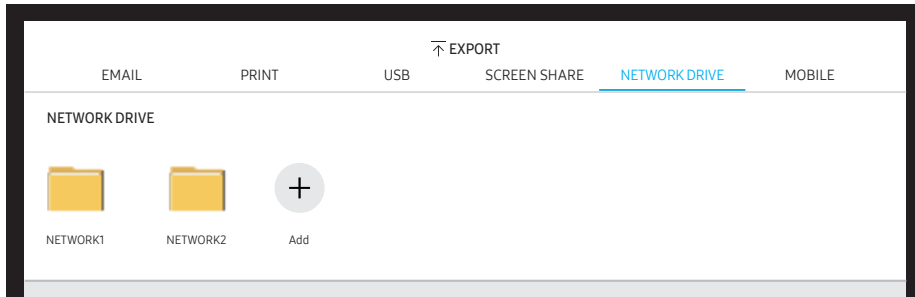 EXPORT
EMAIL PRINT USB SCREEN SHARE NETWORK DRIVE MOBILE
NETWORK DRIVE
NETWORK1 NETWORK2 Add